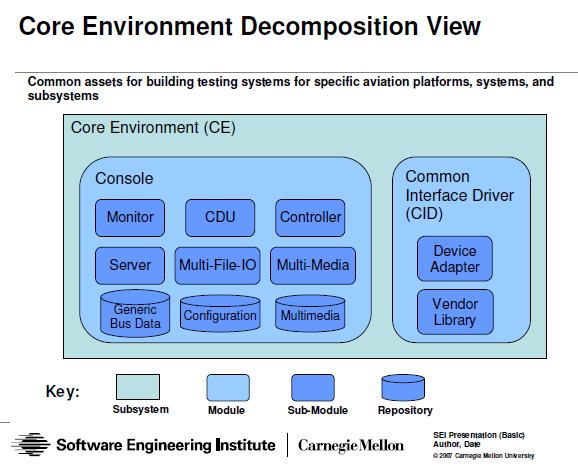 Core Environment Decomposition View
Common assets for building testing systems for specific aviation platforms, systems, and
subsystems
Core Environment (CE)
Console
Monitor
CDU
Controller
Server
Multi-File-IO
Multi-Media
Generic
Bus Data
Configuration
Multimedia
Common
Interface Driver
(CID)
Device
Adapter
Vendor
Library
Key:
Subsystem
Module
Sub-Module
Repository
Software Engineering Institute
CarnegieMellon
SEI Presentation (Basic)
Author, Date
© 2007 Carnegie Mellon University